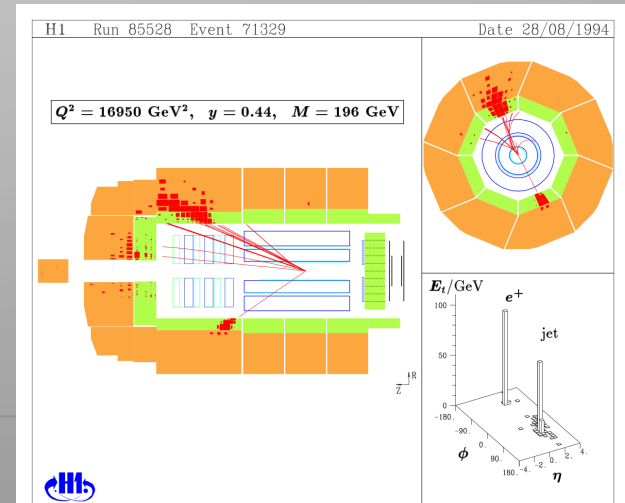 H1 Run 85528 Event 71329 Date 28/08/1994
Q² = 16950 GeV², y = 0.44, M = 196 GeV
R
Z
E_t/GeV
e⁺
jet
100
50
0
-180.
-90.
0.
90.
180.
-4.
-2.
0.
2.
4.
ϕ
η
H1